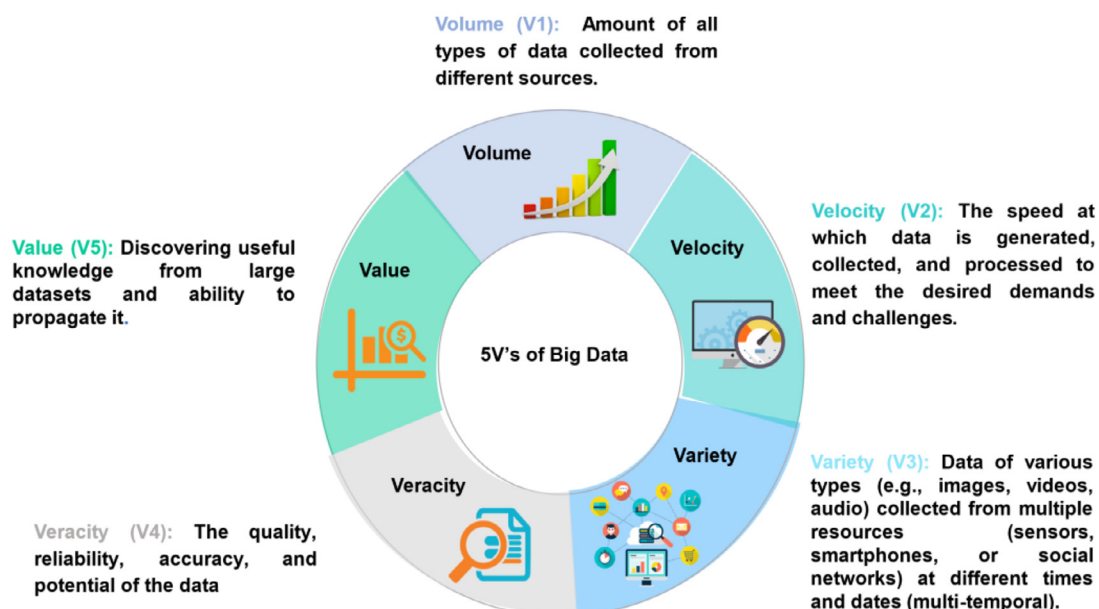 Volume (V1): Amount of all
types of data collected from
different sources.
Volume
Velocity
Velocity (V2): The speed at
which data is generated,
collected, and processed to
meet the desired demands
and challenges.
Value (V5): Discovering useful
knowledge from large
datasets and ability to
propagate it.
Value
$
5V's of Big Data
Variety
Variety (V3): Data of various
types (e.g., images, videos,
audio) collected from multiple
resources (sensors,
smartphones, or social
networks) at different times
and dates (multi-temporal).
Veracity
Veracity (V4): The quality,
reliability, accuracy, and
potential of the data